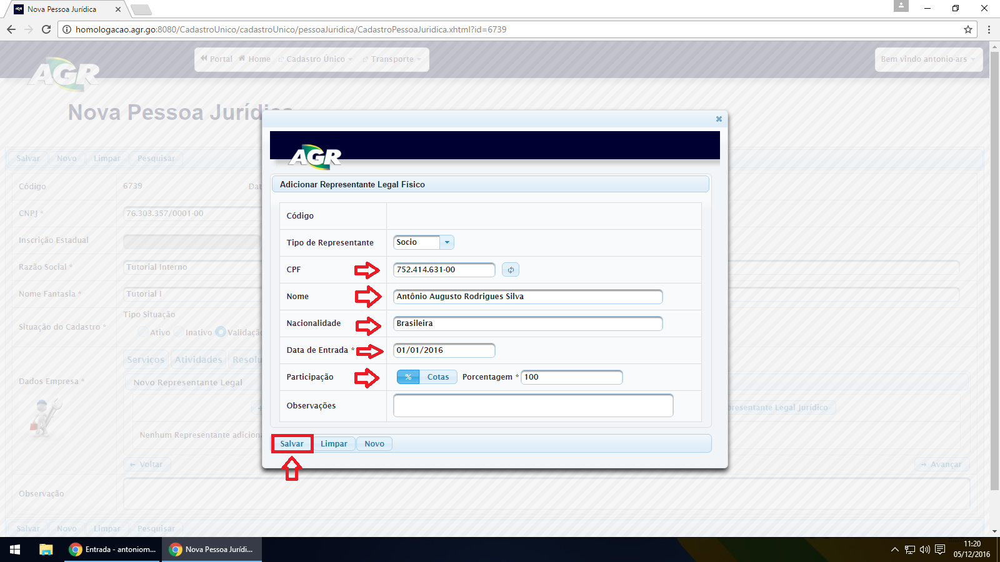 Nova Pessoa Jurídica
homologacao.agr.go:8080/CadastroUnico/cadastroUnico/pessoaJuridica/CadastroPessoaJuridica.xhtml?id=6739
AGR
Portal Home Cadastro Único Transporte
Bem vindo antonio-ars
Nova Pessoa Jurídica
Salvar Novo Limpar Pesquisar
Código 6739
CNPJ * 76.303.357/0001-00
Inscrição Estadual
Razão Social * Tutorial Interno
Nome Fantasia * Tutorial I
Tipo Situação
Situação do Cadastro *
Ativo Inativo Validação
Serviços Atividades
Dados Empresa *
Novo Representante Legal
Legal Jurídico
Nenhum Representante
Voltar
Avançar
Observação
Salvar Novo Limpar Pesquisar
AGR
Adicionar Representante Legal Físico
Código
Tipo de Representante Socio
CPF 752.414.631-00
Nome Antônio Augusto Rodrigues Silva
Nacionalidade Brasileira
Data de Entrada * 01/01/2016
Participação % Cotas Porcentagem * 100
Observações
Salvar Limpar Novo
Entrada - antoniom...
Nova Pessoa Jurídi...
11:20
05/12/2016